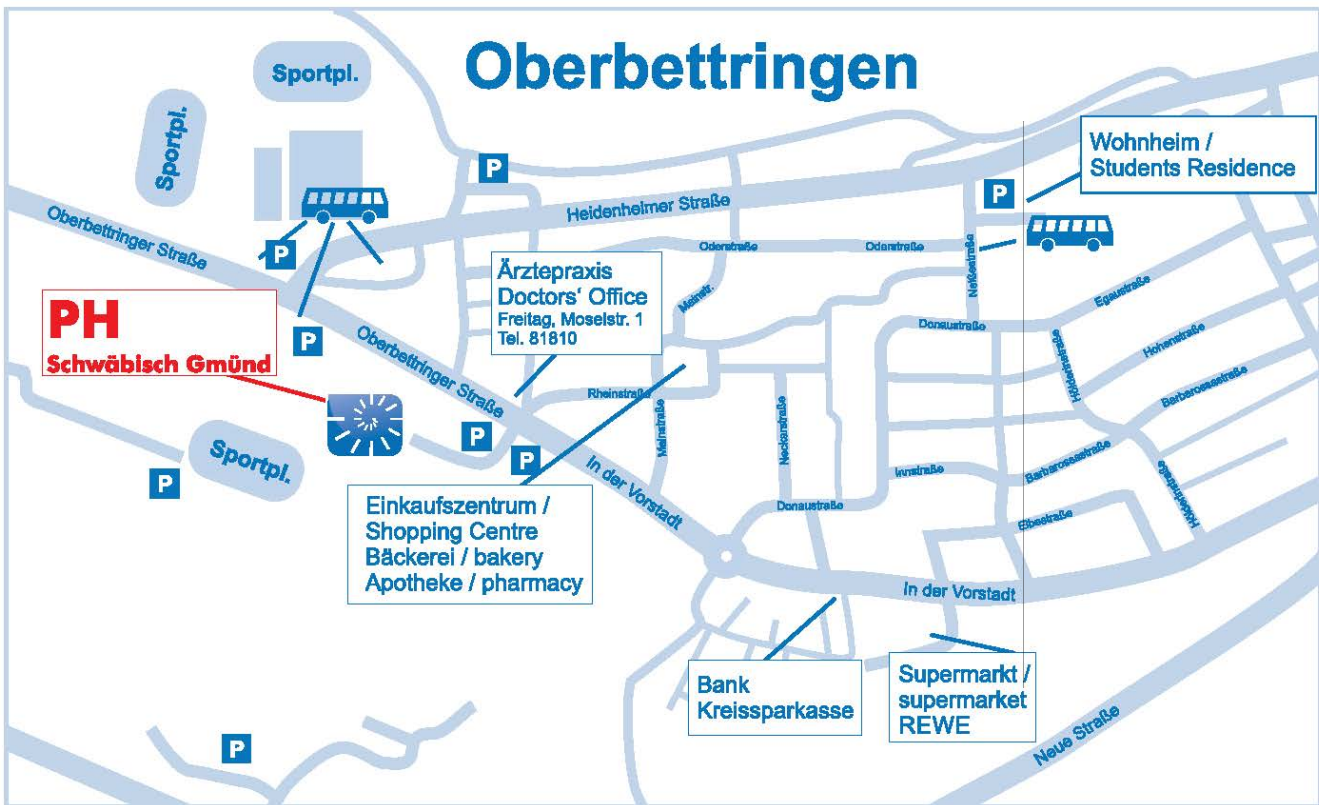 Oberbettringen
Sportpl.
Sportpl.
P
Wohnheim /
Students Residence
P
Heidenheimer Straße
Oberbettringer Straße
P
Oderstraße
Oderstraße
Neißestraße
Ärztepraxis
Doctors' Office
Freitag, Moselstr. 1
Tel. 81810
Mainstr.
Egaustraße
PH
Schwäbisch Gmünd
P
Oberbettringer Straße
Donaustraße
Hölderlinstraße
Hohenstraße
Rheinstraße
Barbarossastraße
Mainstraße
Neckarstraße
P
P
Sportpl.
P
In der Vorstadt
Innstraße
Barbarossastraße
Hölderlinstraße
Einkaufszentrum /
Shopping Centre
Bäckerei / bakery
Apotheke / pharmacy
Donaustraße
Elbestraße
In der Vorstadt
Bank
Kreissparkasse
Supermarkt /
supermarket
REWE
Neue Straße
P